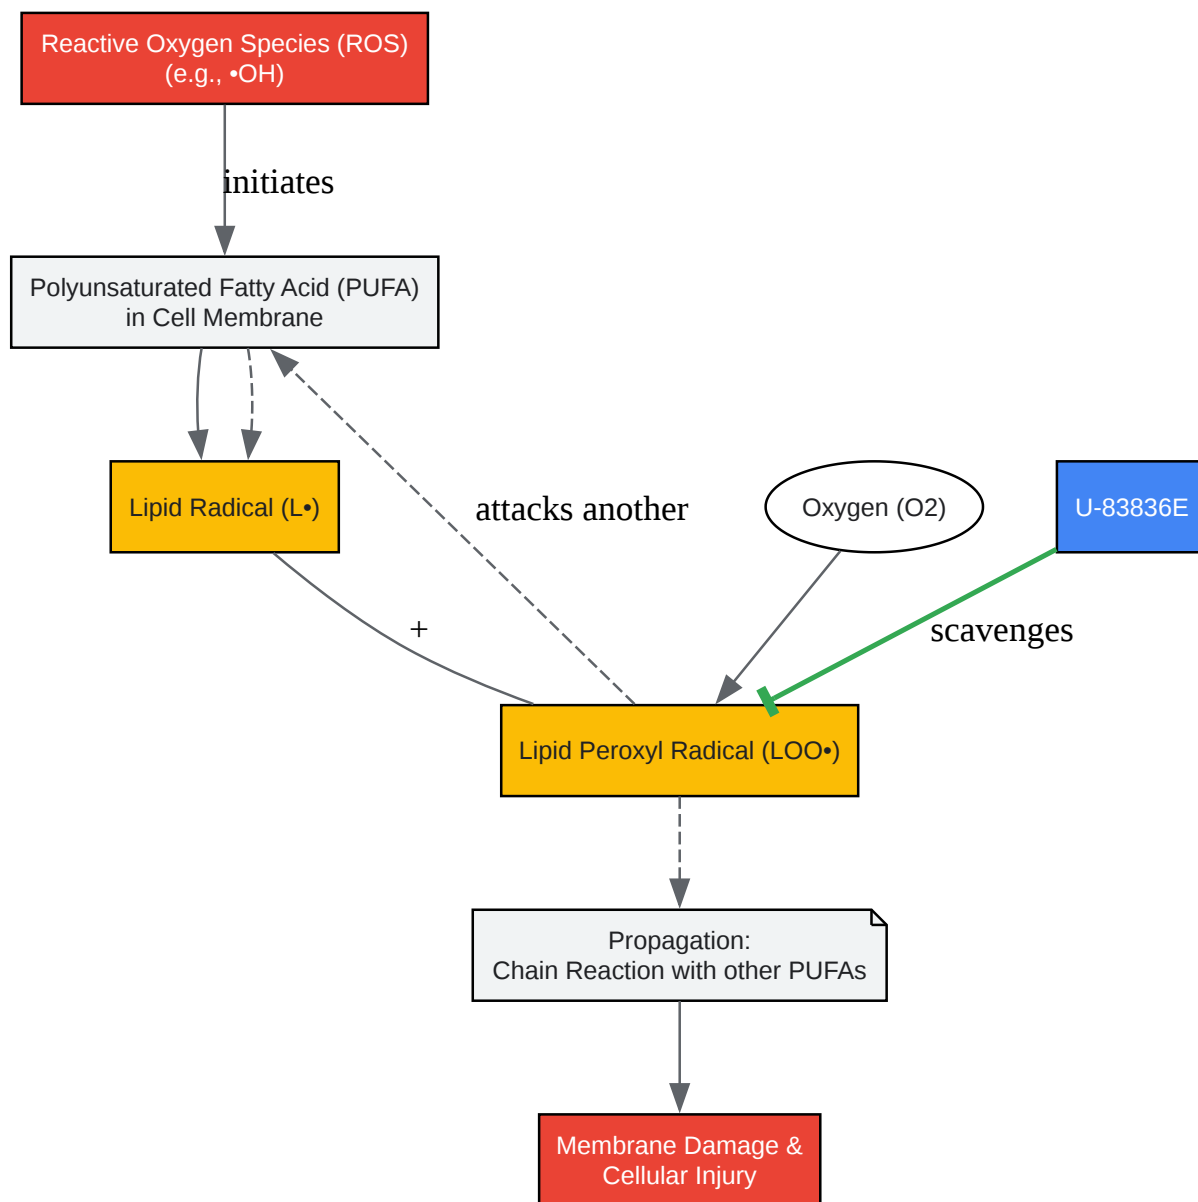 Reactive Oxygen Species (ROS)
(e.g., •OH)
initiates
Polyunsaturated Fatty Acid (PUFA)
in Cell Membrane
Lipid Radical (L•)
attacks another
Oxygen (O2)
U-83836E
+
scavenges
Lipid Peroxyl Radical (LOO•)
Propagation:
Chain Reaction with other PUFAs
Membrane Damage &
Cellular Injury